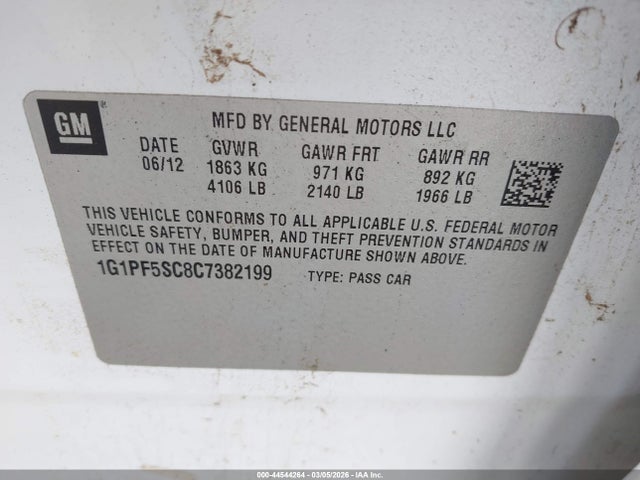 GM
MFD BY GENERAL MOTORS LLC
DATE GVWR GAWR FRT GAWR RR
06/12 1863 KG 971 KG 892 KG
4106 LB 2140 LB 1966 LB
THIS VEHICLE CONFORMS TO ALL APPLICABLE U.S. FEDERAL MOTOR
VEHICLE SAFETY, BUMPER, AND THEFT PREVENTION STANDARDS IN
EFFECT ON THE DATE OF MANUFACTURE SHOWN ABOVE.
1G1PF5SC8C7382199 TYPE: PASS CAR
000-44544264 - 03/05/2026 - IAA Inc. Copyright